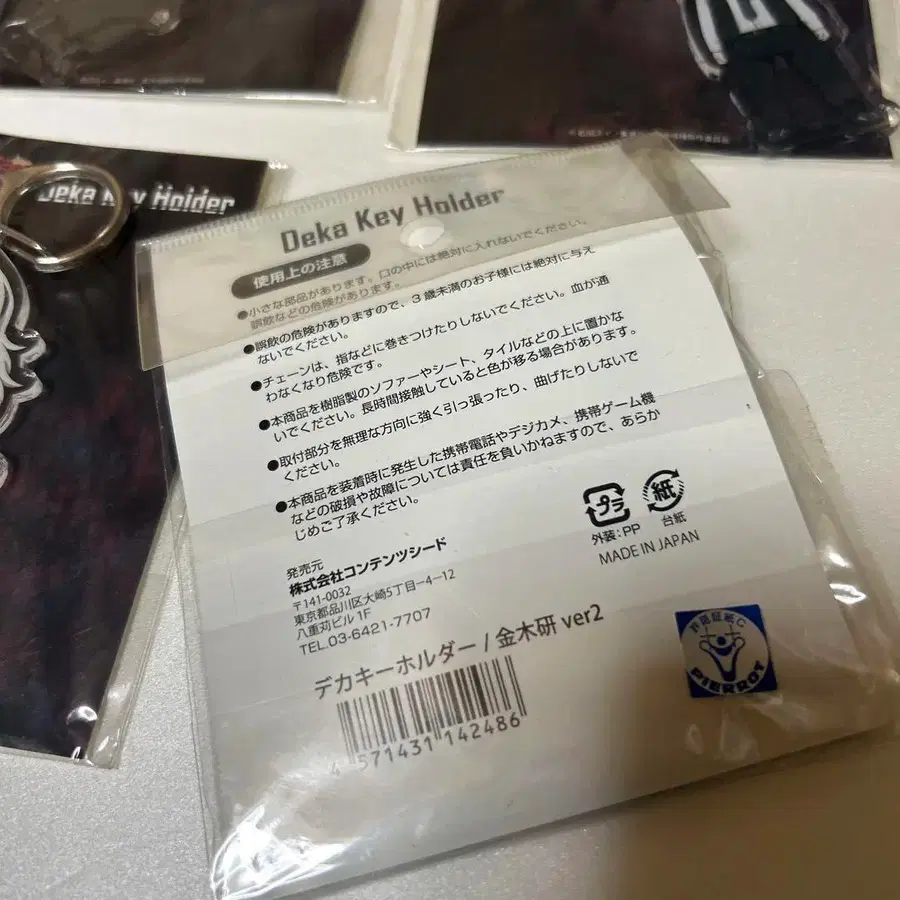 Deka Key Holder
Deka Key Holder
使用上の注意
●小さな部品があります。口の中には絶対に入れないでください。
誤飲などの危険があります。
●誤飲の危険がありますので、3歳未満のお子様には絶対に与え
ないでください。
●チェーンは、指などに巻きつけたりしないでください。血が通
わなくなり危険です。
●本商品を樹脂製のソファーやシート、タイルなどの上に置かな
いでください。長時間接触していると色が移る場合があります。
●取付部分を無理な方向に強く引っ張ったり、曲げたりしないで
ください。
●本商品を装着時に発生した携帯電話やデジカメ、携帯ゲーム機
などの破損や故障については責任を負いかねますので、あらか
じめご了承ください。
プラ
紙
外装:PP
台紙
MADE IN JAPAN
発売元
株式会社コンテンツシード
〒141-0032
東京都品川区大崎5丁目-4-12
八重苅ビル1F
TEL.03-6421-7707
デカキーホルダー/金木研 ver2
4 571431 142486
許諾証紙C
PIERROT